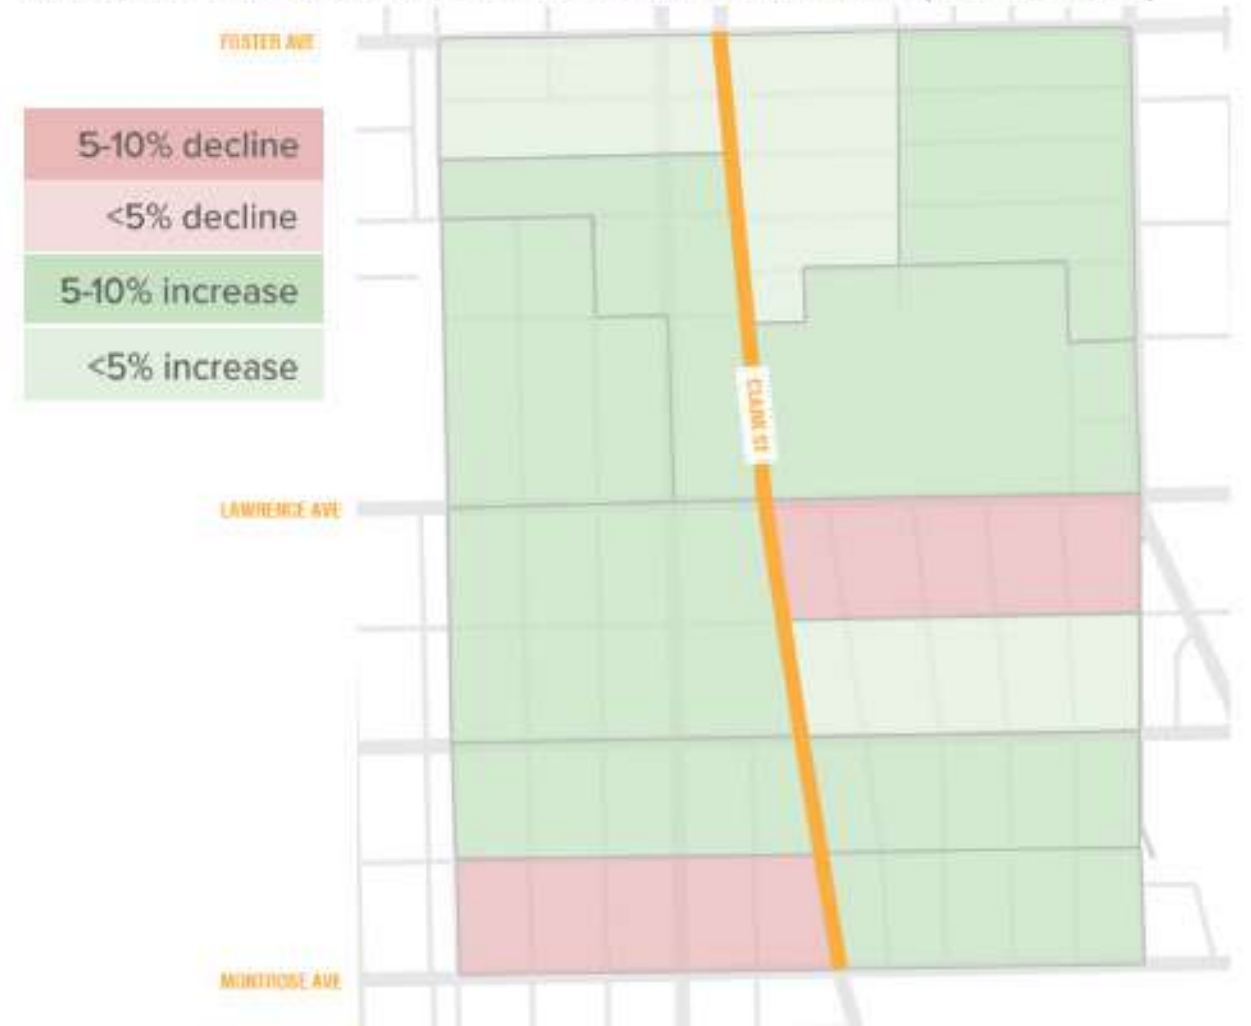 FOSTER AVE
5-10% decline
<5% decline
5-10% increase
<5% increase
CLARK ST
LAWRENCE AVE
MONTROSE AVE